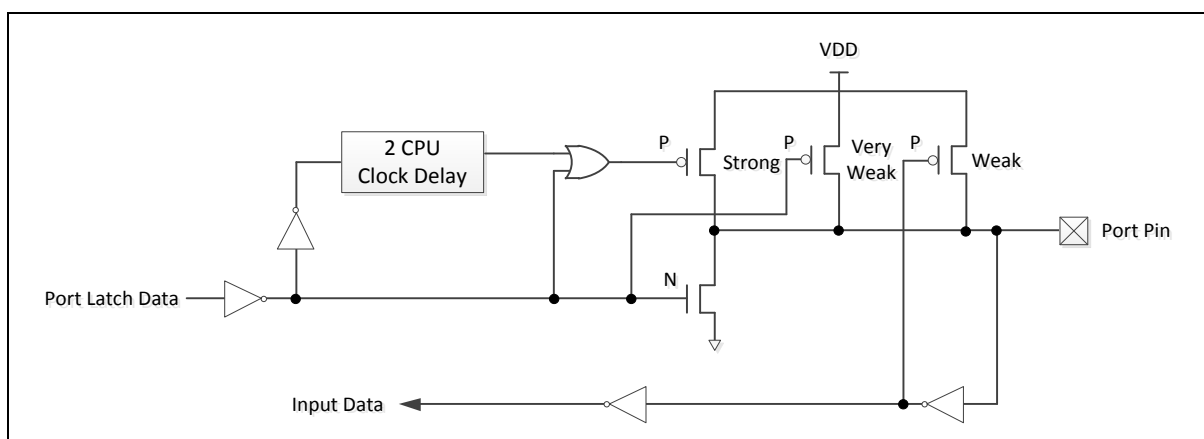 VDD
2 CPU
Clock Delay
P
Strong
P
Very
Weak
P
Weak
Port Pin
Port Latch Data
N
Input Data